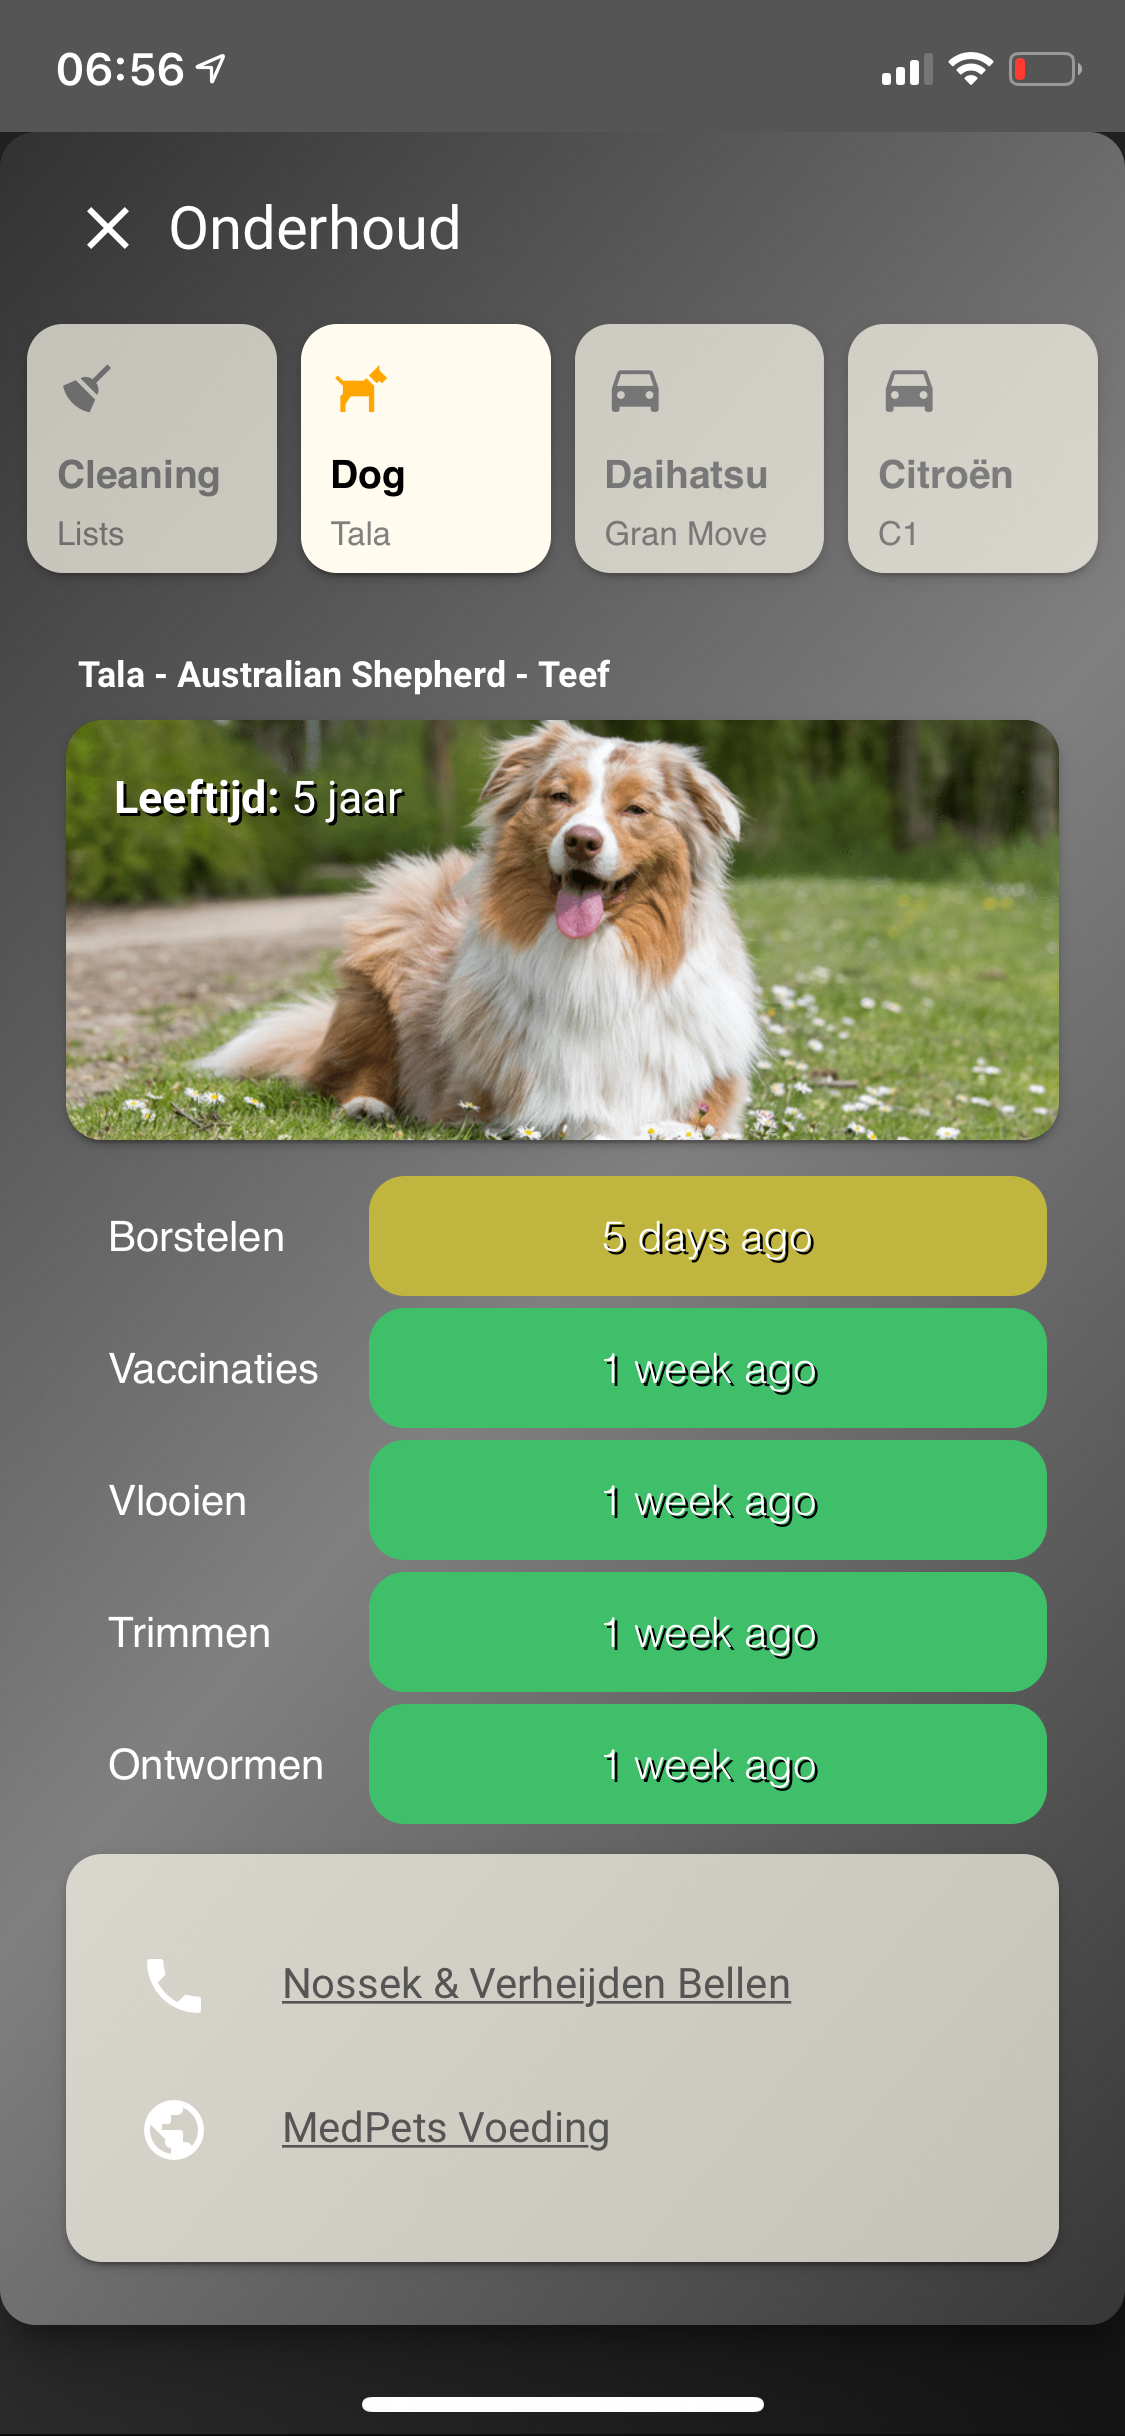 06:56
Onderhoud
Cleaning
Lists
Dog
Tala
Daihatsu
Gran Move
Citroën
C1
Tala - Australian Shepherd - Teef
Leeftijd: 5 jaar
Borstelen 5 days ago
Vaccinaties 1 week ago
Vlooien 1 week ago
Trimmen 1 week ago
Ontwormen 1 week ago
Nossek & Verheijden Bellen
MedPets Voeding